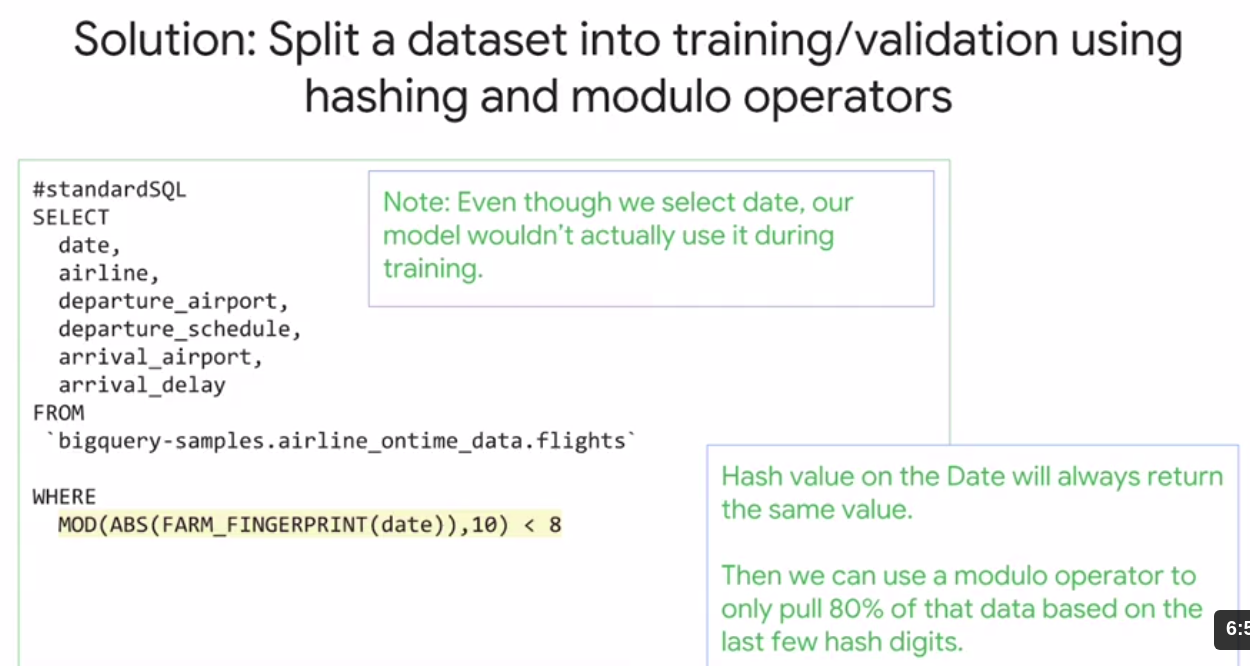 Solution: Split a dataset into training/validation using
hashing and modulo operators
#standardSQL
SELECT
date,
airline,
departure_airport,
departure_schedule,
arrival_airport,
arrival_delay
FROM
`bigquery-samples.airline_ontime_data.flights`
WHERE
MOD(ABS(FARM_FINGERPRINT(date)),10) < 8
Note: Even though we select date, our
model wouldn’t actually use it during
training.
Hash value on the Date will always return
the same value.
Then we can use a modulo operator to
only pull 80% of that data based on the
last few hash digits.